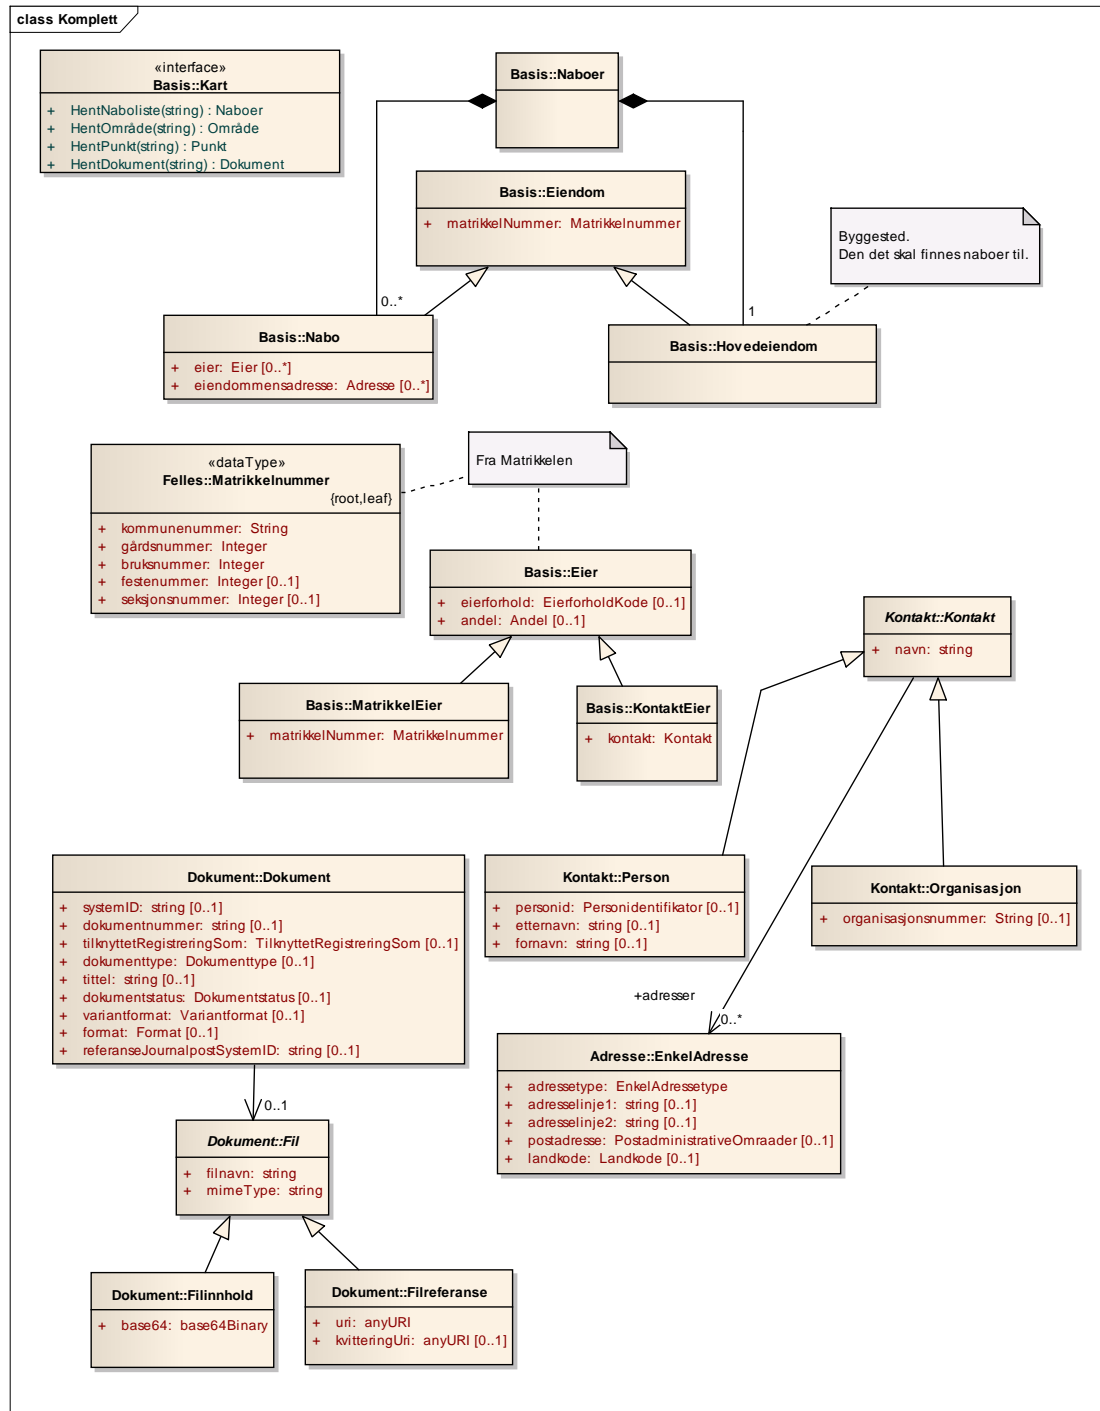 class Komplett
«interface»
Basis::Kart
+ HentNaboliste(string) : Naboer
+ HentOmråde(string) : Område
+ HentPunkt(string) : Punkt
+ HentDokument(string) : Dokument
Basis::Naboer
Basis::Eiendom
+ matrikkelNummer: Matrikkelnummer
Byggested.
Den det skal finnes naboer til.
0..*
1
Basis::Nabo
+ eier: Eier [0..*]
+ eiendommensadresse: Adresse [0..*]
Basis::Hovedeiendom
«dataType»
Felles::Matrikkelnummer
{root,leaf}
+ kommunenummer: String
+ gårdsnummer: Integer
+ bruksnummer: Integer
+ festenummer: Integer [0..1]
+ seksjonsnummer: Integer [0..1]
Fra Matrikkelen
Basis::Eier
+ eierforhold: EierforholdKode [0..1]
+ andel: Andel [0..1]
Kontakt::Kontakt
+ navn: string
Basis::MatrikkelEier
+ matrikkelNummer: Matrikkelnummer
Basis::KontaktEier
+ kontakt: Kontakt
Dokument::Dokument
+ systemID: string [0..1]
+ dokumentnummer: string [0..1]
+ tilknyttetRegistreringSom: TilknyttetRegistreringSom [0..1]
+ dokumenttype: Dokumenttype [0..1]
+ tittel: string [0..1]
+ dokumentstatus: Dokumentstatus [0..1]
+ variantformat: Variantformat [0..1]
+ format: Format [0..1]
+ referanseJournalpostSystemID: string [0..1]
Kontakt::Person
+ personid: Personidentifikator [0..1]
+ etternavn: string [0..1]
+ fornavn: string [0..1]
Kontakt::Organisasjon
+ organisasjonsnummer: String [0..1]
+adresser
0..*
Adresse::EnkelAdresse
+ adressetype: EnkelAdressetype
+ adresselinje1: string [0..1]
+ adresselinje2: string [0..1]
+ postadresse: PostadministrativeOmraader [0..1]
+ landkode: Landkode [0..1]
0..1
Dokument::Fil
+ filnavn: string
+ mimeType: string
Dokument::Filinnhold
+ base64: base64Binary
Dokument::Filreferanse
+ uri: anyURI
+ kvitteringUri: anyURI [0..1]